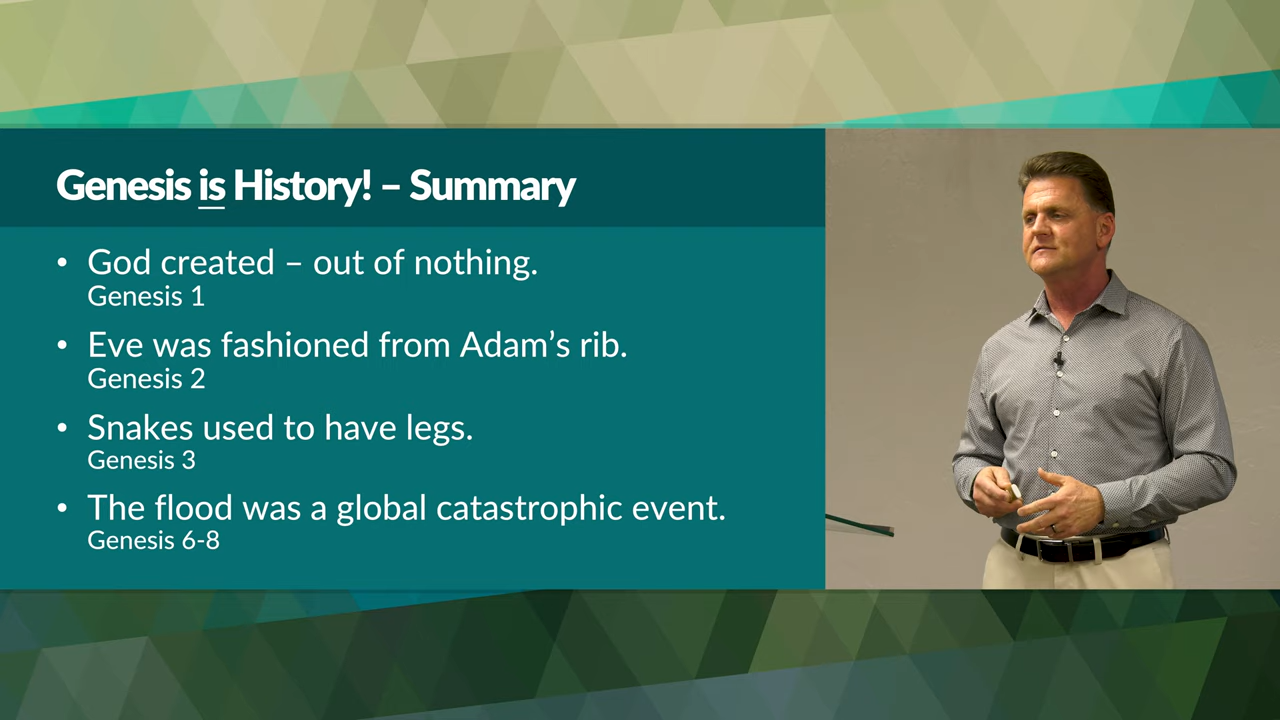 Genesis is History! – Summary
• God created – out of nothing.
Genesis 1
• Eve was fashioned from Adam’s rib.
Genesis 2
• Snakes used to have legs.
Genesis 3
• The flood was a global catastrophic event.
Genesis 6-8